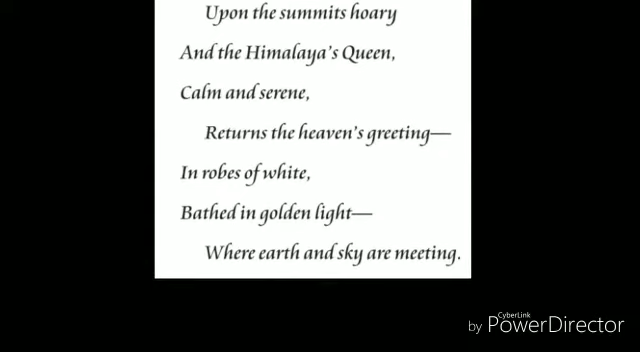 Upon the summits hoary
And the Himalaya's Queen,
Calm and serene,
Returns the heaven's greeting—
In robes of white,
Bathed in golden light—
Where earth and sky are meeting.
CyberLink
by PowerDirector